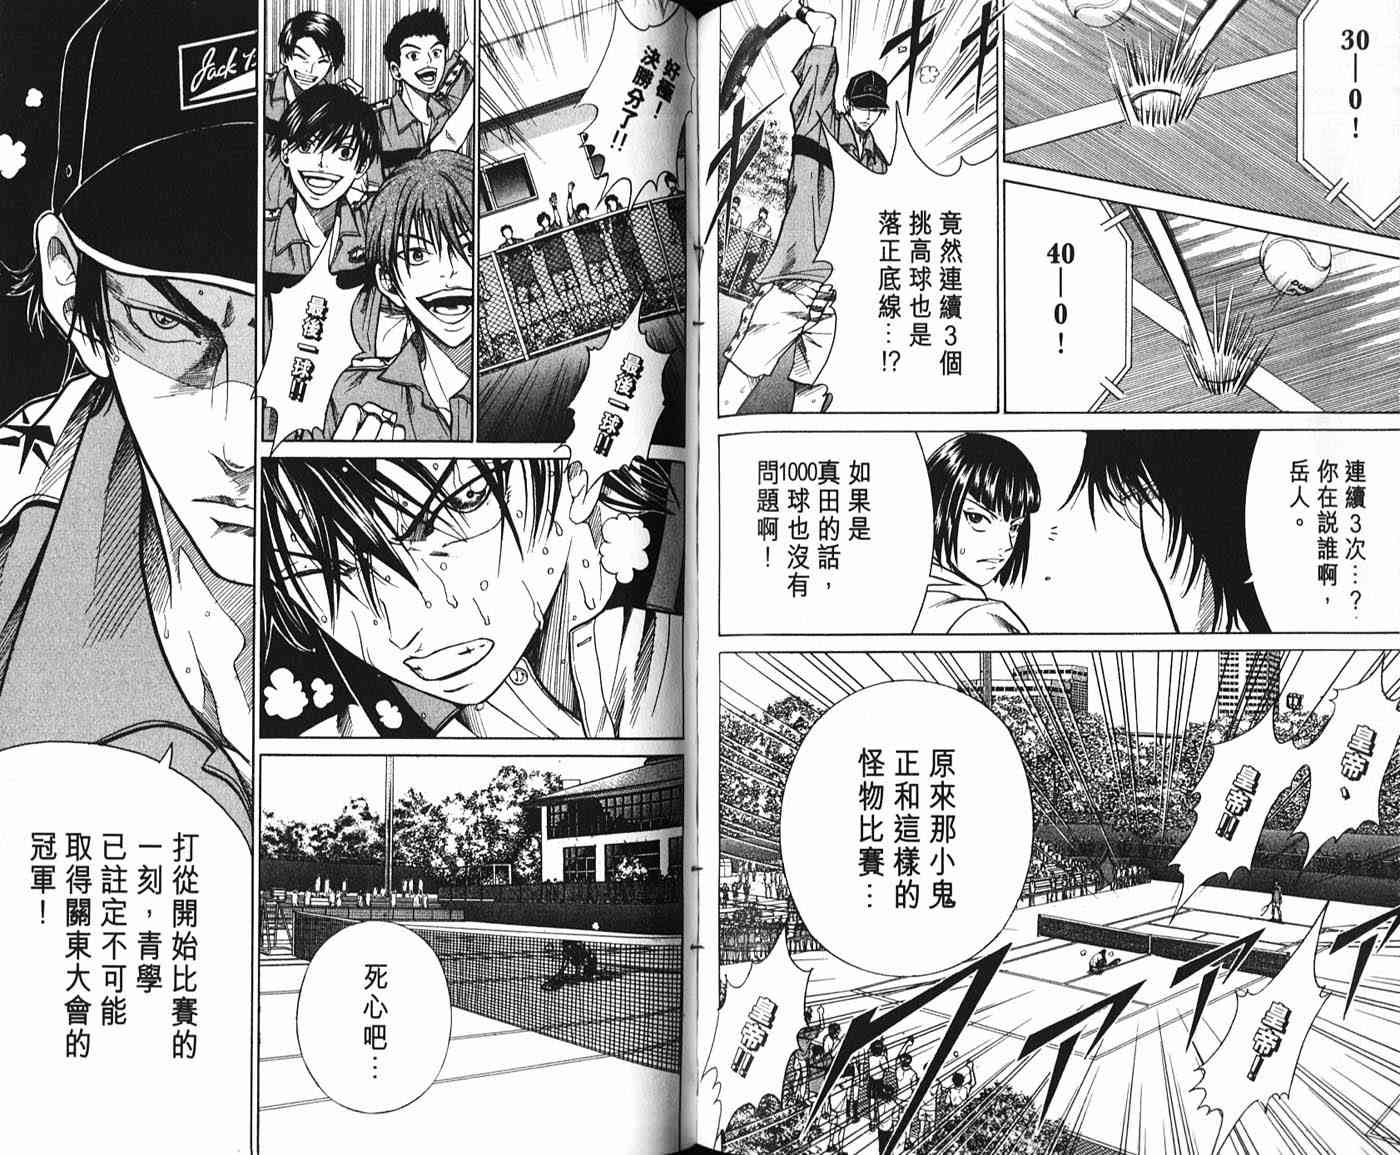 30—0！
40—0！
竟然連續3個
挑高球也是
落正底線…!?
連續3次…?
你在說誰啊，
岳人。
如果是
真田的話，
1000球也沒有
問題啊！
皇帝、
皇帝!!
皇帝!!
皇帝！
原來那小鬼
正和這樣的
怪物比賽…
好極！
決勝分了!!
最後一球!!
最後一球!!
死心吧…
打從開始比賽的
一刻，青學
已註定不可能
取得關東大會的
冠軍！